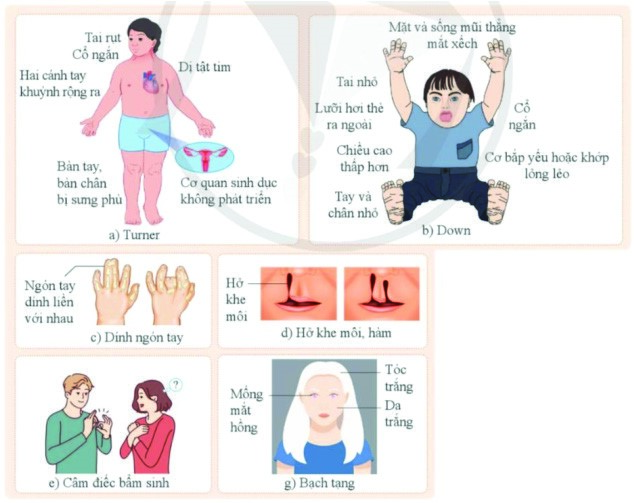 Tai rụt
Cổ ngắn
Dị tật tim
Hai cánh tay
khuỳnh rộng ra
Bàn tay,
bàn chân
bị sưng phù
Cơ quan sinh dục
không phát triển
a) Turner
Mặt và sống mũi thẳng
mắt xếch
Tai nhỏ
Lưỡi hơi thè
ra ngoài
Cổ
ngắn
Chiều cao
thấp hơn
Cơ bắp yếu hoặc khớp
lỏng lẻo
Tay và
chân nhỏ
b) Down
Ngón tay
dính liền
với nhau
c) Dính ngón tay
Hở
khe
môi
d) Hở khe môi, hàm
?
e) Câm điếc bẩm sinh
Tóc
trắng
Mống
mắt
hồng
Da
trắng
g) Bạch tạng